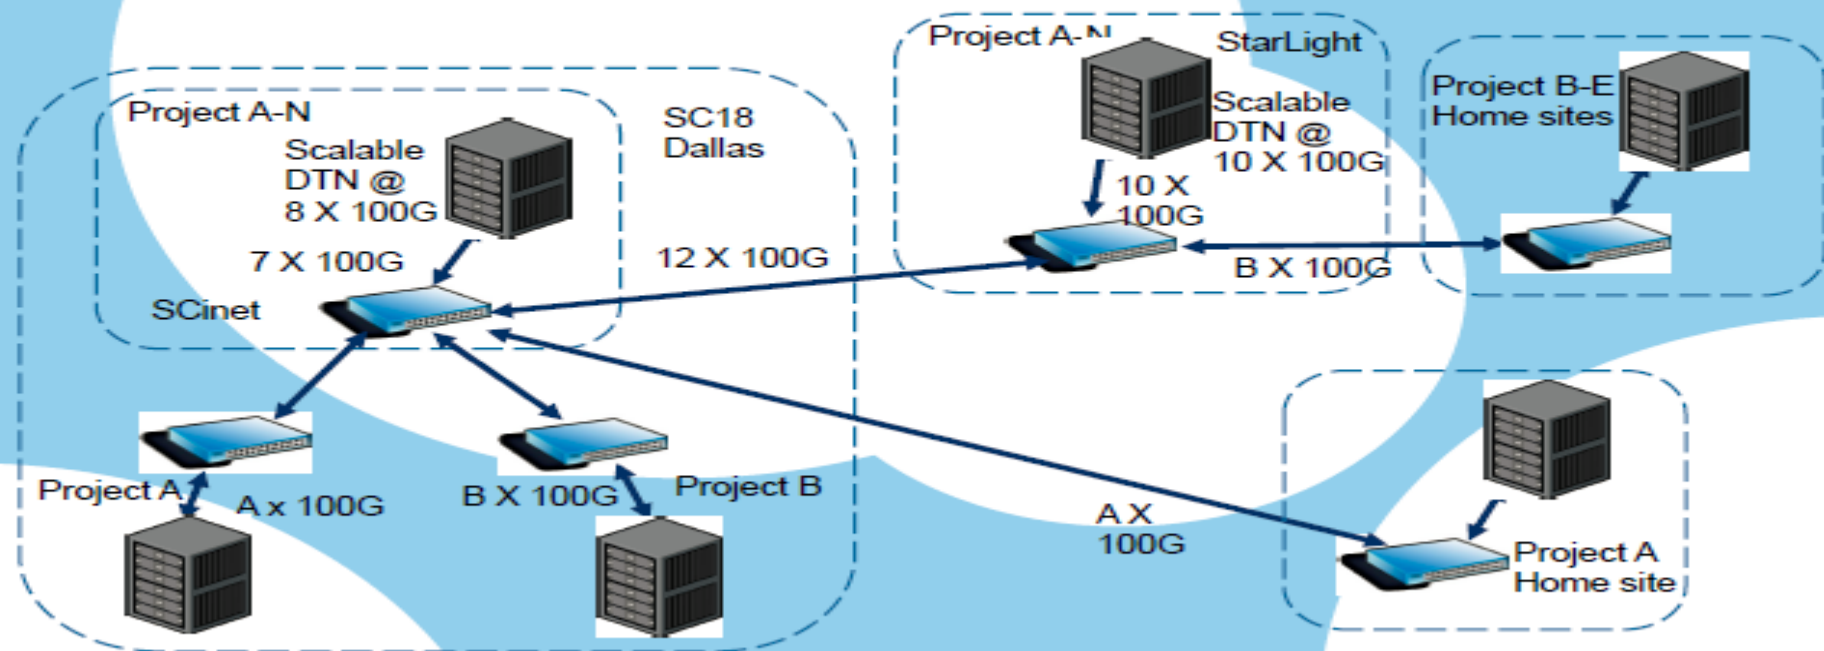 Project A-N
Scalable
DTN @
8 X 100G
7 X 100G
SCinet
SC18
Dallas
12 X 100G
Project A
A x 100G
B X 100G
Project B
Project A-N
StarLight
Scalable
DTN @
10 X 100G
10 X
100G
B X 100G
Project B-E
Home sites
A X
100G
Project A
Home site